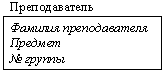 Преподаватель
Фамилия преподавателя
Предмет
№ группы